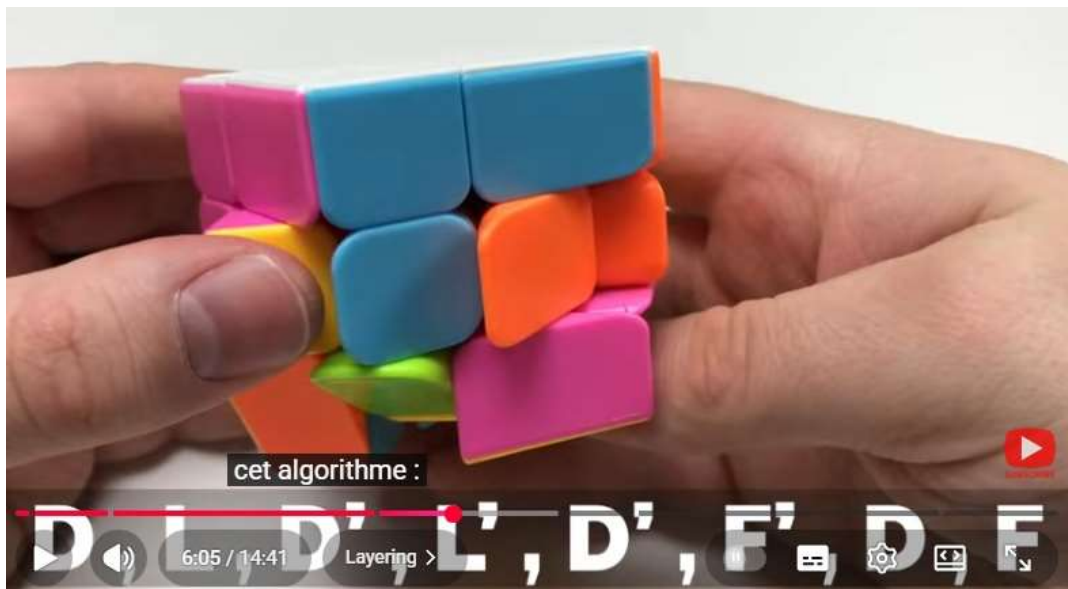 cet algorithme :
D, L, D’, L’, D’, F’, D, F
6:05 / 14:41
Layering >